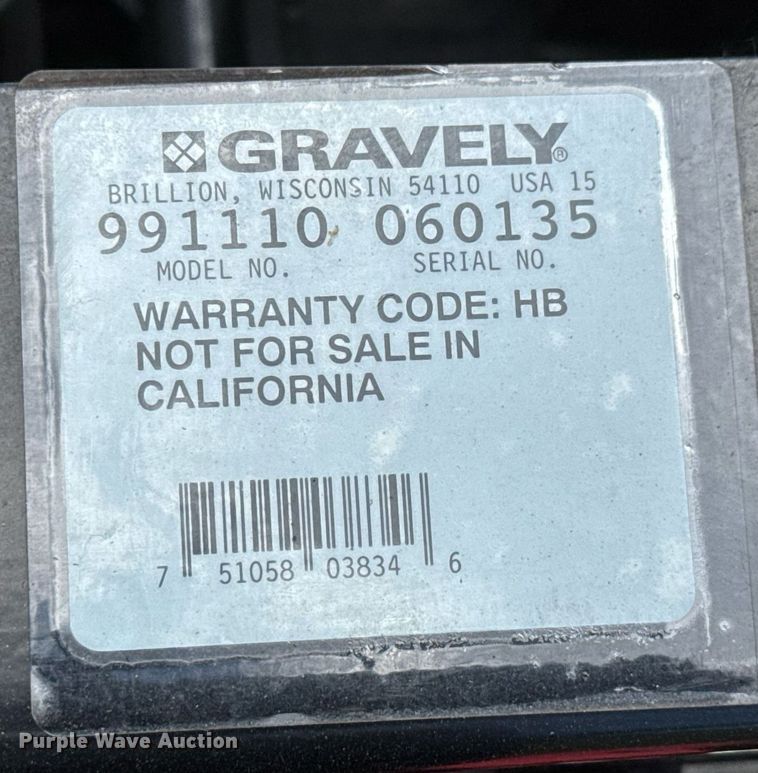 GRAVELY®
BRILLION, WISCONSIN 54110 USA 15
991110 060135
MODEL NO. SERIAL NO.
WARRANTY CODE: HB
NOT FOR SALE IN
CALIFORNIA
7 51058 03834 6
Purple Wave Auction